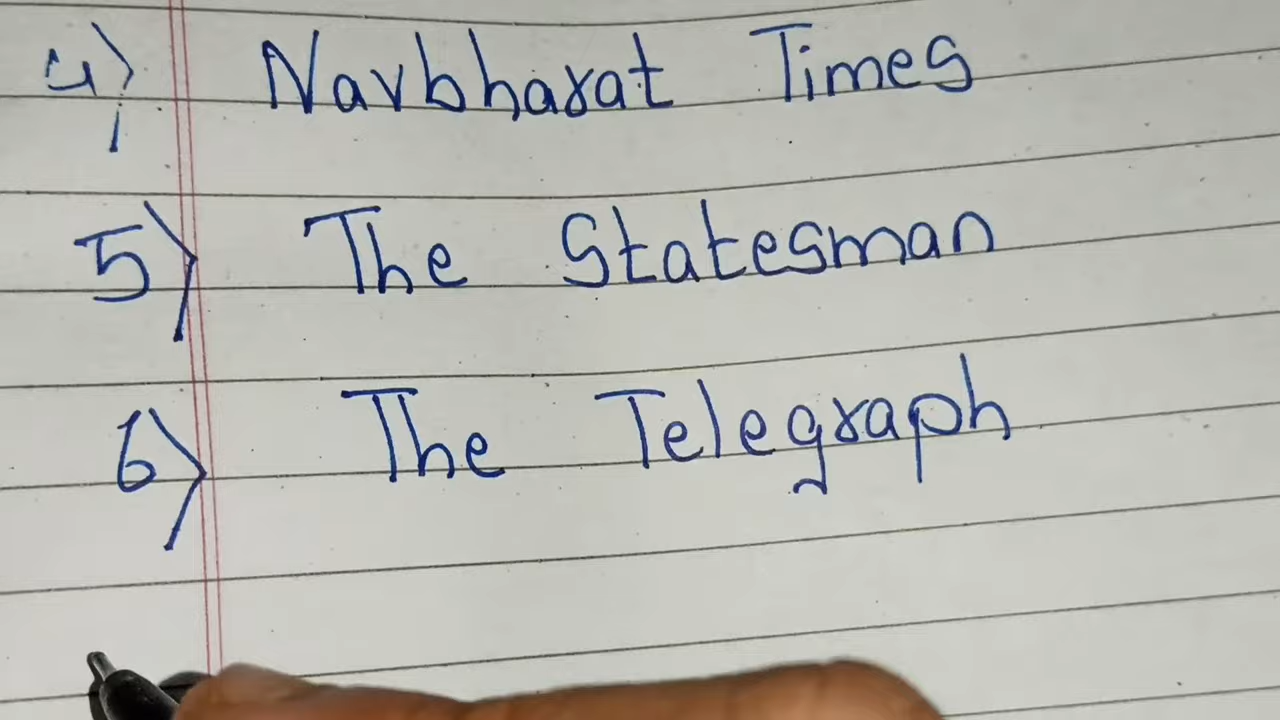 4) Navbharat Times
5) The Statesman
6) The Telegraph